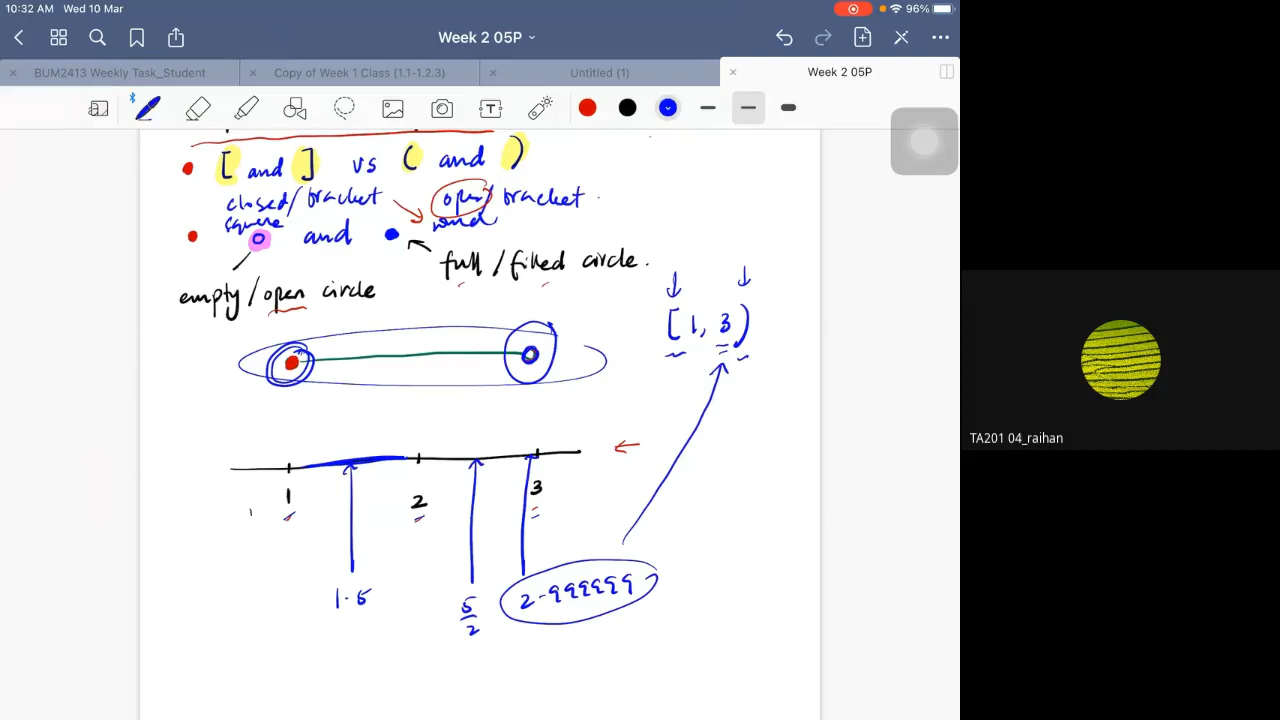 10:32 AM Wed 10 Mar
96%
Week 2 05P
BUM2413 Weekly Task_Student
Copy of Week 1 Class (1.1-1.2.3)
Untitled (1)
Week 2 05P
[ and ] vs ( and )
closed/bracket
open/bracket
square
and
full/filled circle.
empty/open circle
[1, 3)
1 2 3
1.5
5/2
2.999999
TA201 04_raihan